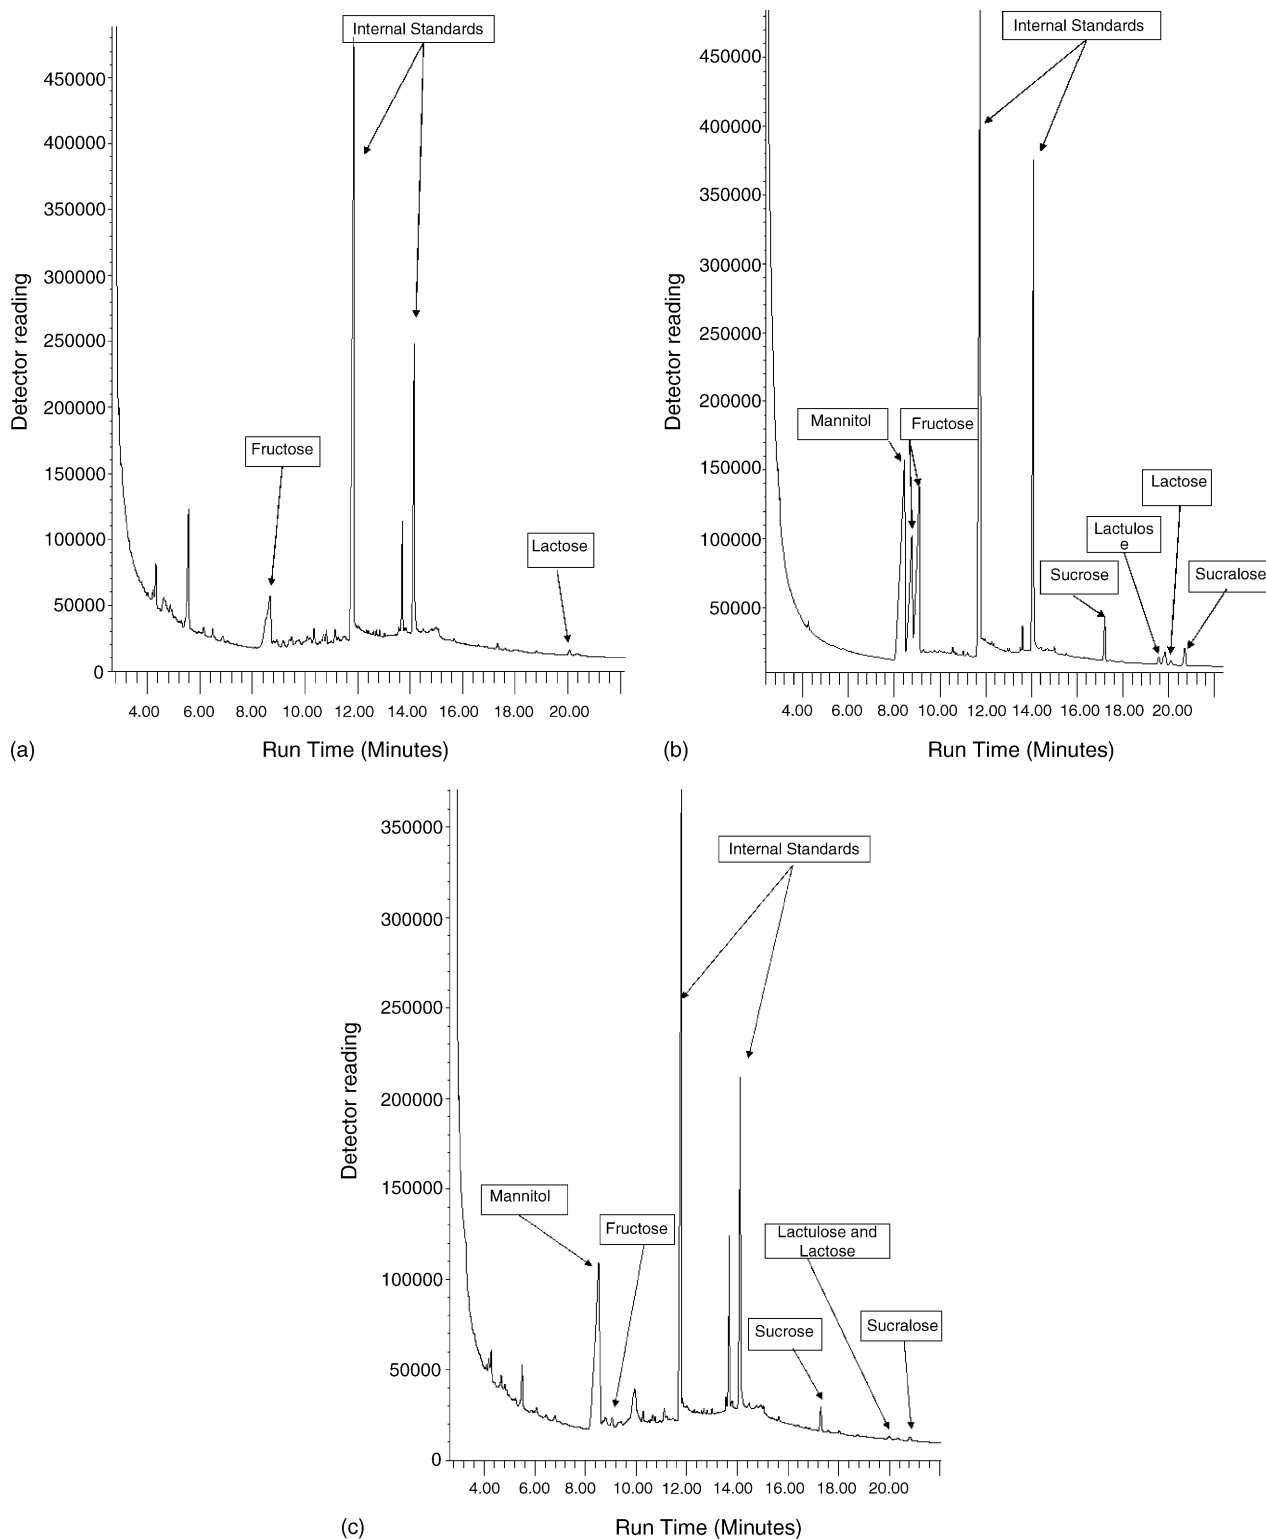 Internal Standards
450000
400000
350000
300000
250000
200000
150000
100000
50000
0
Detector reading
Fructose
Lactose
4.00 6.00 8.00 10.00 12.00 14.00 16.00 18.00 20.00
(a) Run Time (Minutes)
Internal Standards
450000
400000
350000
300000
250000
200000
150000
100000
50000
Detector reading
Mannitol
Fructose
Lactose
Lactulos
e
Sucrose
Sucralose
4.00 6.00 8.00 10.00 12.00 14.00 16.00 18.00 20.00
(b) Run Time (Minutes)
350000
300000
250000
200000
150000
100000
50000
0
Detector reading
Internal Standards
Mannitol
Fructose
Lactulose and
Lactose
Sucrose
Sucralose
4.00 6.00 8.00 10.00 12.00 14.00 16.00 18.00 20.00
(c) Run Time (Minutes)